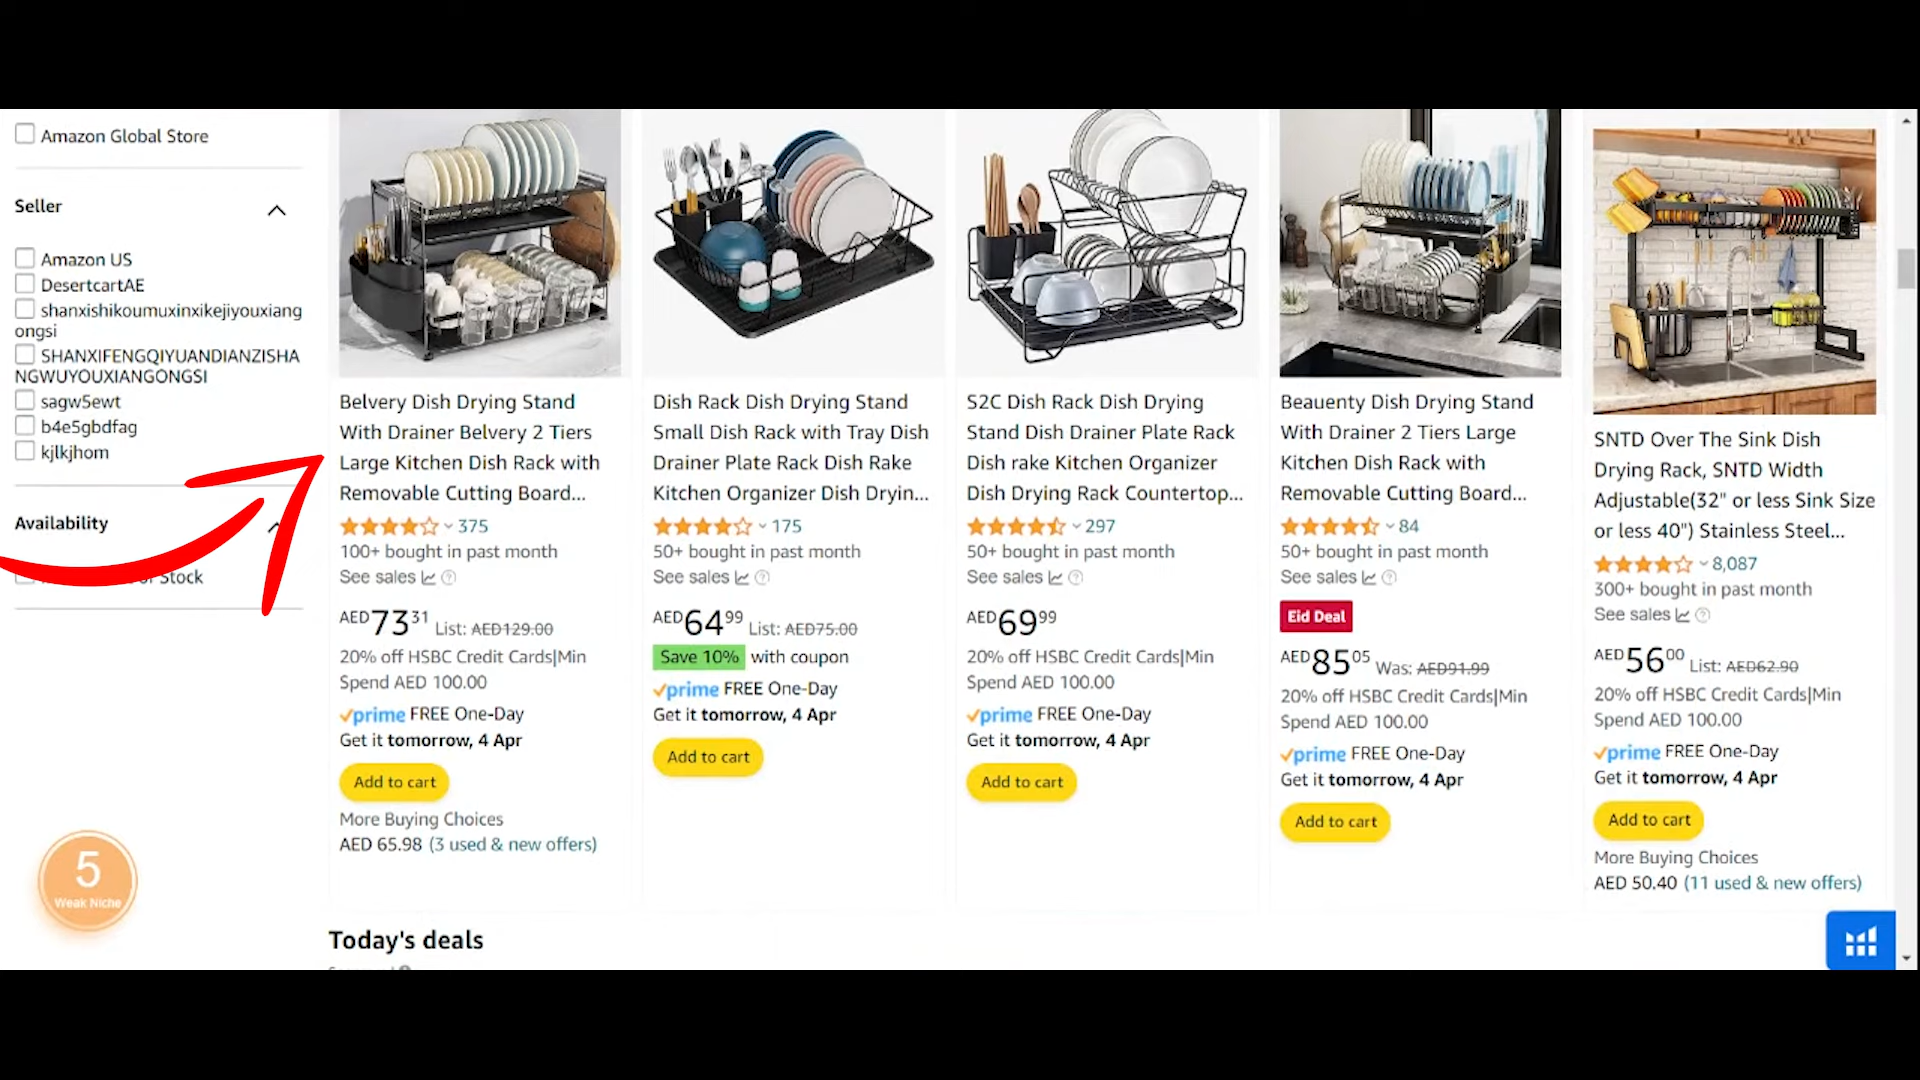 Amazon Global Store
Seller
Amazon US
DesertcartAE
shanxishikoumuxinxikejiyouxiang
ongsi
SHANXIFENGQIYUANDIANZISHA
NGWUYOUXIANGONGSI
sagw5ewt
b4e5gbdfag
kjlkjhom
Availability
Stock
5
Weak Niche
Belvery Dish Drying Stand
With Drainer Belvery 2 Tiers
Large Kitchen Dish Rack with
Removable Cutting Board...
375
100+ bought in past month
See sales
AED 73 31 List: AED129.00
20% off HSBC Credit Cards|Min
Spend AED 100.00
prime FREE One-Day
Get it tomorrow, 4 Apr
Add to cart
More Buying Choices
AED 65.98 (3 used & new offers)
Dish Rack Dish Drying Stand
Small Dish Rack with Tray Dish
Drainer Plate Rack Dish Rake
Kitchen Organizer Dish Dryin...
175
50+ bought in past month
See sales
AED 64 99 List: AED75.00
Save 10% with coupon
prime FREE One-Day
Get it tomorrow, 4 Apr
Add to cart
S2C Dish Rack Dish Drying
Stand Dish Drainer Plate Rack
Dish rake Kitchen Organizer
Dish Drying Rack Countertop...
297
50+ bought in past month
See sales
AED 69 99
20% off HSBC Credit Cards|Min
Spend AED 100.00
prime FREE One-Day
Get it tomorrow, 4 Apr
Add to cart
Beauenty Dish Drying Stand
With Drainer 2 Tiers Large
Kitchen Dish Rack with
Removable Cutting Board...
84
50+ bought in past month
See sales
Eid Deal
AED 85 05 Was: AED91.99
20% off HSBC Credit Cards|Min
Spend AED 100.00
prime FREE One-Day
Get it tomorrow, 4 Apr
Add to cart
SNTD Over The Sink Dish
Drying Rack, SNTD Width
Adjustable(32" or less Sink Size
or less 40") Stainless Steel...
8,087
300+ bought in past month
See sales
AED 56 00 List: AED62.90
20% off HSBC Credit Cards|Min
Spend AED 100.00
prime FREE One-Day
Get it tomorrow, 4 Apr
Add to cart
More Buying Choices
AED 50.40 (11 used & new offers)
Today's deals